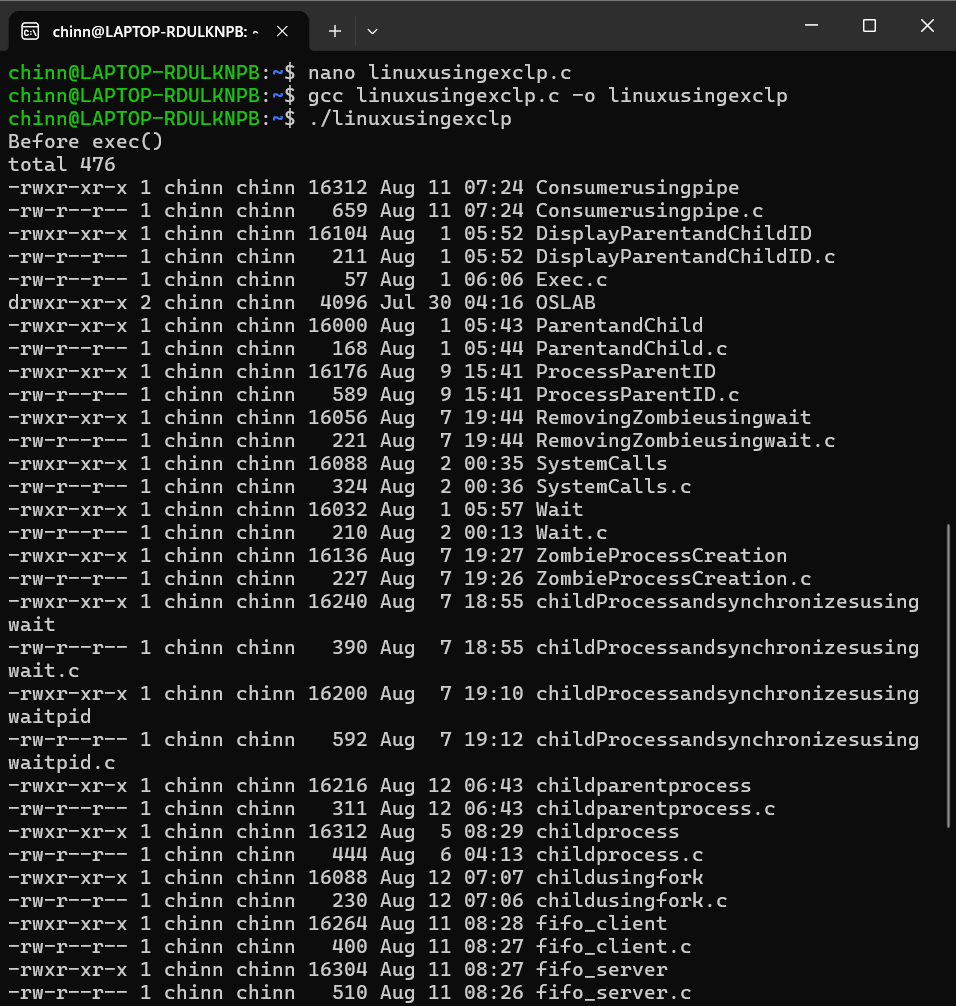 chinn@LAPTOP-RDULKNPB: ~
chinn@LAPTOP-RDULKNPB:~$ nano linuxusingexclp.c
chinn@LAPTOP-RDULKNPB:~$ gcc linuxusingexclp.c -o linuxusingexclp
chinn@LAPTOP-RDULKNPB:~$ ./linuxusingexclp
Before exec()
total 476
-rwxr-xr-x 1 chinn chinn 16312 Aug 11 07:24 Consumerusingpipe
-rw-r--r-- 1 chinn chinn   659 Aug 11 07:24 Consumerusingpipe.c
-rwxr-xr-x 1 chinn chinn 16104 Aug  1 05:52 DisplayParentandChildID
-rw-r--r-- 1 chinn chinn   211 Aug  1 05:52 DisplayParentandChildID.c
-rw-r--r-- 1 chinn chinn    57 Aug  1 06:06 Exec.c
drwxr-xr-x 2 chinn chinn  4096 Jul 30 04:16 OSLAB
-rwxr-xr-x 1 chinn chinn 16000 Aug  1 05:43 ParentandChild
-rw-r--r-- 1 chinn chinn   168 Aug  1 05:44 ParentandChild.c
-rwxr-xr-x 1 chinn chinn 16176 Aug  9 15:41 ProcessParentID
-rw-r--r-- 1 chinn chinn   589 Aug  9 15:41 ProcessParentID.c
-rwxr-xr-x 1 chinn chinn 16056 Aug  7 19:44 RemovingZombieusingwait
-rw-r--r-- 1 chinn chinn   221 Aug  7 19:44 RemovingZombieusingwait.c
-rwxr-xr-x 1 chinn chinn 16088 Aug  2 00:35 SystemCalls
-rw-r--r-- 1 chinn chinn   324 Aug  2 00:36 SystemCalls.c
-rwxr-xr-x 1 chinn chinn 16032 Aug  1 05:57 Wait
-rw-r--r-- 1 chinn chinn   210 Aug  2 00:13 Wait.c
-rwxr-xr-x 1 chinn chinn 16136 Aug  7 19:27 ZombieProcessCreation
-rw-r--r-- 1 chinn chinn   227 Aug  7 19:26 ZombieProcessCreation.c
-rwxr-xr-x 1 chinn chinn 16240 Aug  7 18:55 childProcessandsynchronizesusing
wait
-rw-r--r-- 1 chinn chinn   390 Aug  7 18:55 childProcessandsynchronizesusing
wait.c
-rwxr-xr-x 1 chinn chinn 16200 Aug  7 19:10 childProcessandsynchronizesusing
waitpid
-rw-r--r-- 1 chinn chinn   592 Aug  7 19:12 childProcessandsynchronizesusing
waitpid.c
-rwxr-xr-x 1 chinn chinn 16216 Aug 12 06:43 childparentprocess
-rw-r--r-- 1 chinn chinn   311 Aug 12 06:43 childparentprocess.c
-rwxr-xr-x 1 chinn chinn 16312 Aug  5 08:29 childprocess
-rw-r--r-- 1 chinn chinn   444 Aug  6 04:13 childprocess.c
-rwxr-xr-x 1 chinn chinn 16088 Aug 12 07:07 childusingfork
-rw-r--r-- 1 chinn chinn   230 Aug 12 07:06 childusingfork.c
-rwxr-xr-x 1 chinn chinn 16264 Aug 11 08:28 fifo_client
-rw-r--r-- 1 chinn chinn   400 Aug 11 08:27 fifo_client.c
-rwxr-xr-x 1 chinn chinn 16304 Aug 11 08:27 fifo_server
-rw-r--r-- 1 chinn chinn   510 Aug 11 08:26 fifo_server.c